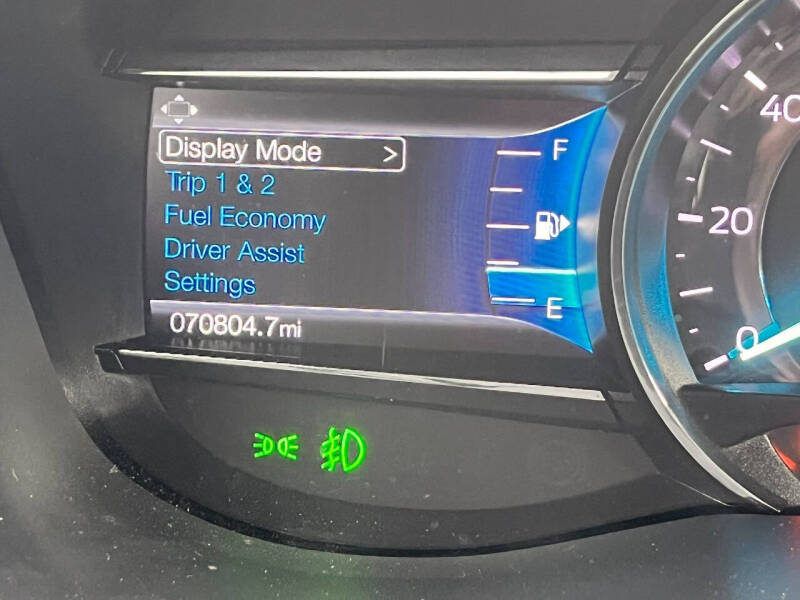 Display Mode >
Trip 1 & 2
Fuel Economy
Driver Assist
Settings
070804.7mi
F
E
40
20
0